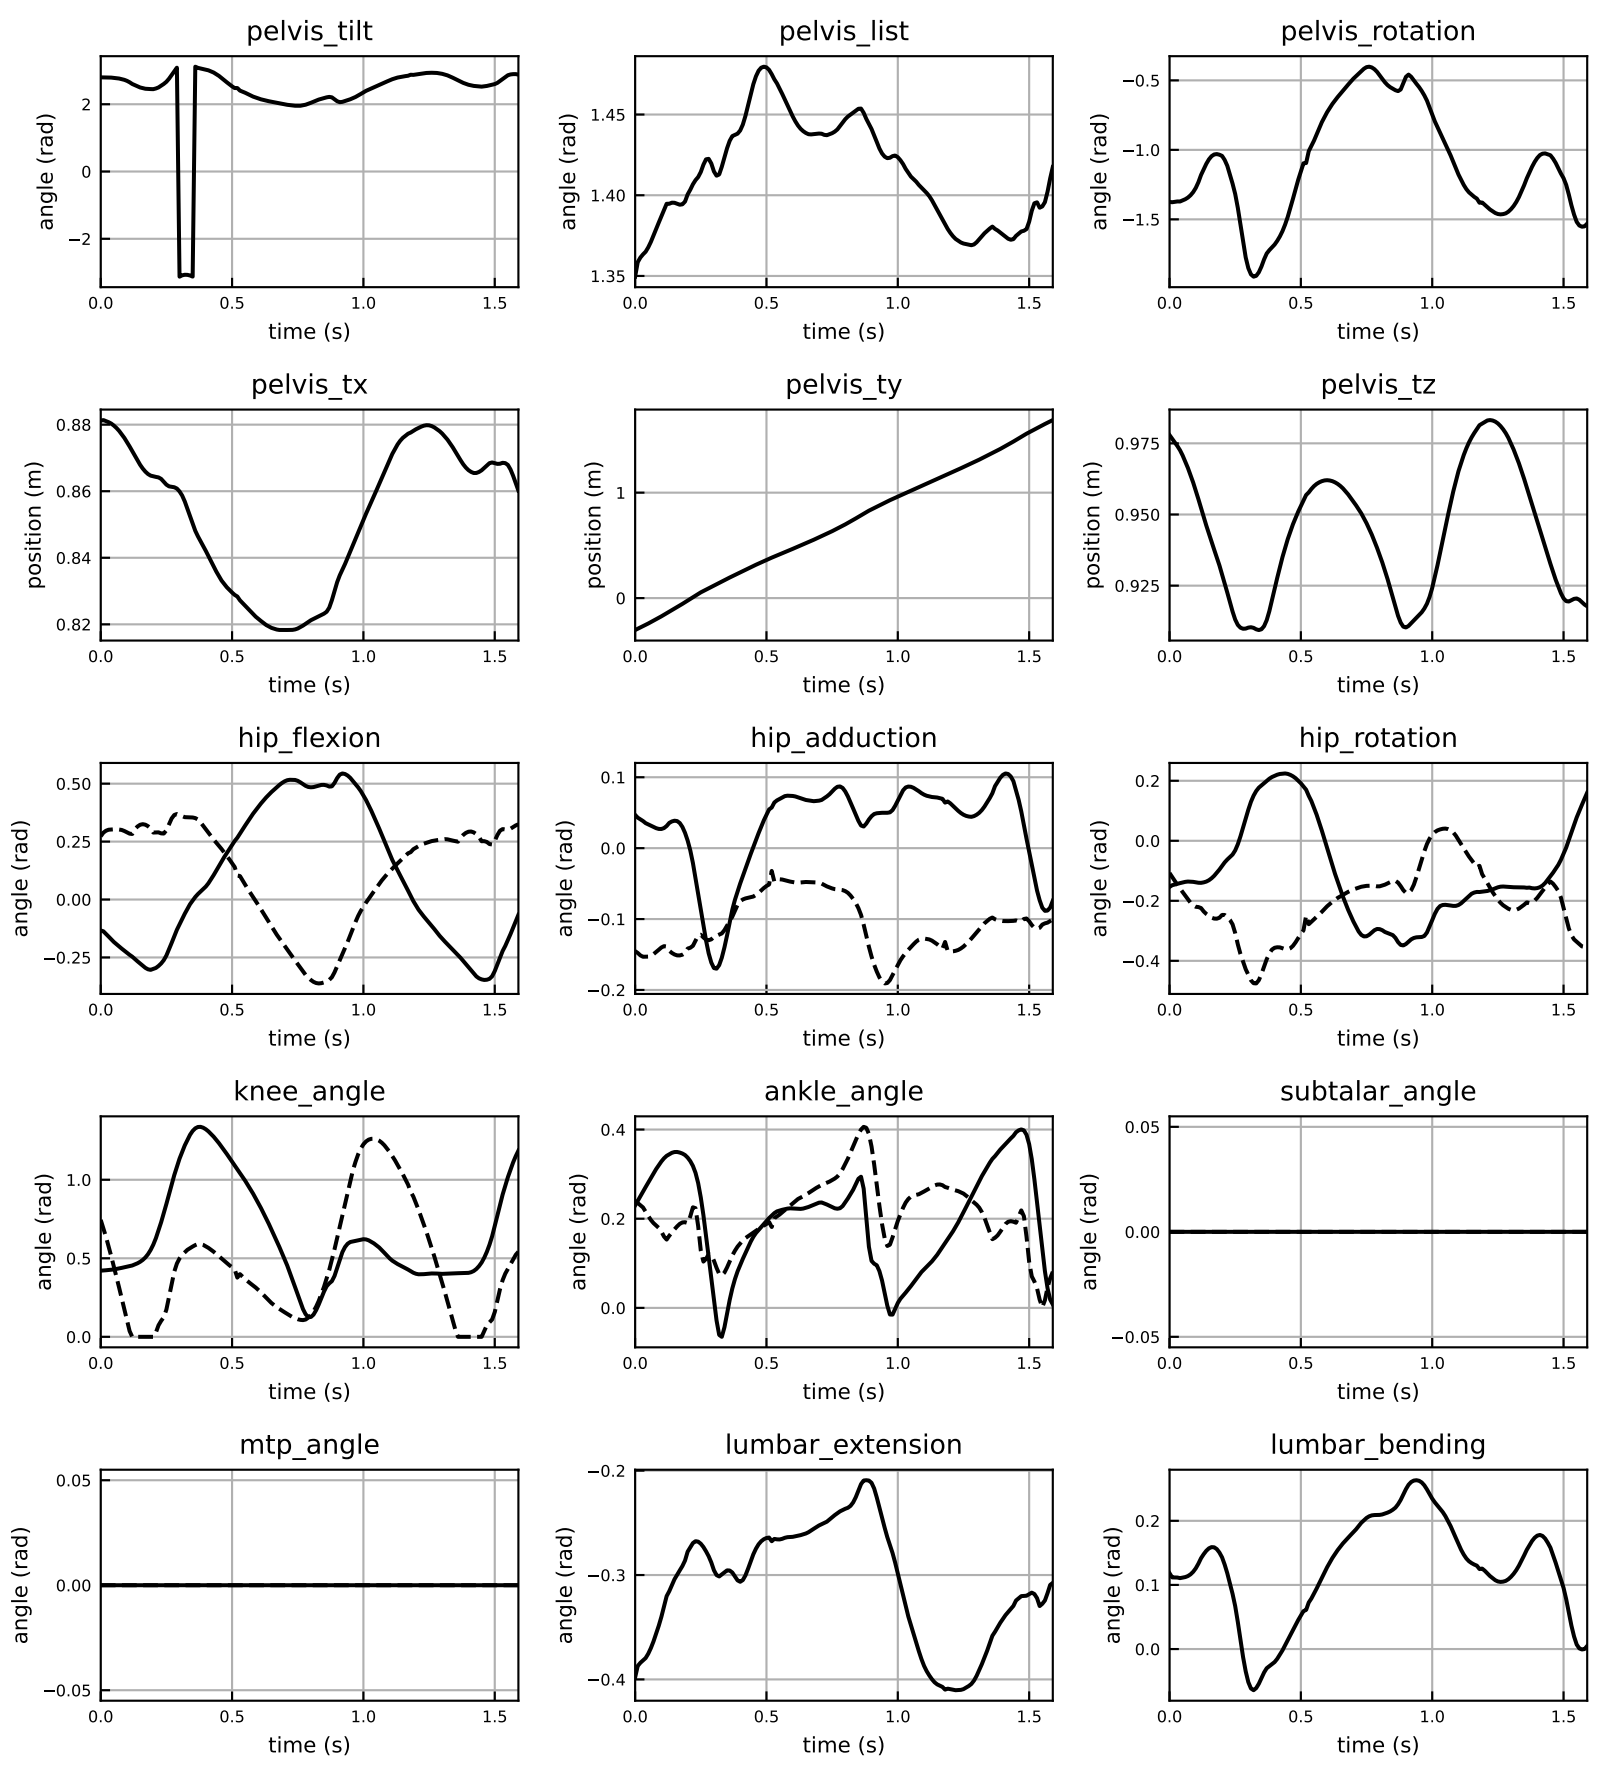 pelvis_tilt
angle (rad)
2
0
−2
0.0 0.5 1.0 1.5
time (s)
pelvis_list
angle (rad)
1.45
1.40
1.35
0.0 0.5 1.0 1.5
time (s)
pelvis_rotation
angle (rad)
−0.5
−1.0
−1.5
0.0 0.5 1.0 1.5
time (s)
pelvis_tx
position (m)
0.88
0.86
0.84
0.82
0.0 0.5 1.0 1.5
time (s)
pelvis_ty
position (m)
1
0
0.0 0.5 1.0 1.5
time (s)
pelvis_tz
position (m)
0.975
0.950
0.925
0.0 0.5 1.0 1.5
time (s)
hip_flexion
angle (rad)
0.50
0.25
0.00
−0.25
0.0 0.5 1.0 1.5
time (s)
hip_adduction
angle (rad)
0.1
0.0
−0.1
−0.2
0.0 0.5 1.0 1.5
time (s)
hip_rotation
angle (rad)
0.2
0.0
−0.2
−0.4
0.0 0.5 1.0 1.5
time (s)
knee_angle
angle (rad)
1.0
0.5
0.0
0.0 0.5 1.0 1.5
time (s)
ankle_angle
angle (rad)
0.4
0.2
0.0
0.0 0.5 1.0 1.5
time (s)
subtalar_angle
angle (rad)
0.05
0.00
−0.05
0.0 0.5 1.0 1.5
time (s)
mtp_angle
angle (rad)
0.05
0.00
−0.05
0.0 0.5 1.0 1.5
time (s)
lumbar_extension
angle (rad)
−0.2
−0.3
−0.4
0.0 0.5 1.0 1.5
time (s)
lumbar_bending
angle (rad)
0.2
0.1
0.0
0.0 0.5 1.0 1.5
time (s)